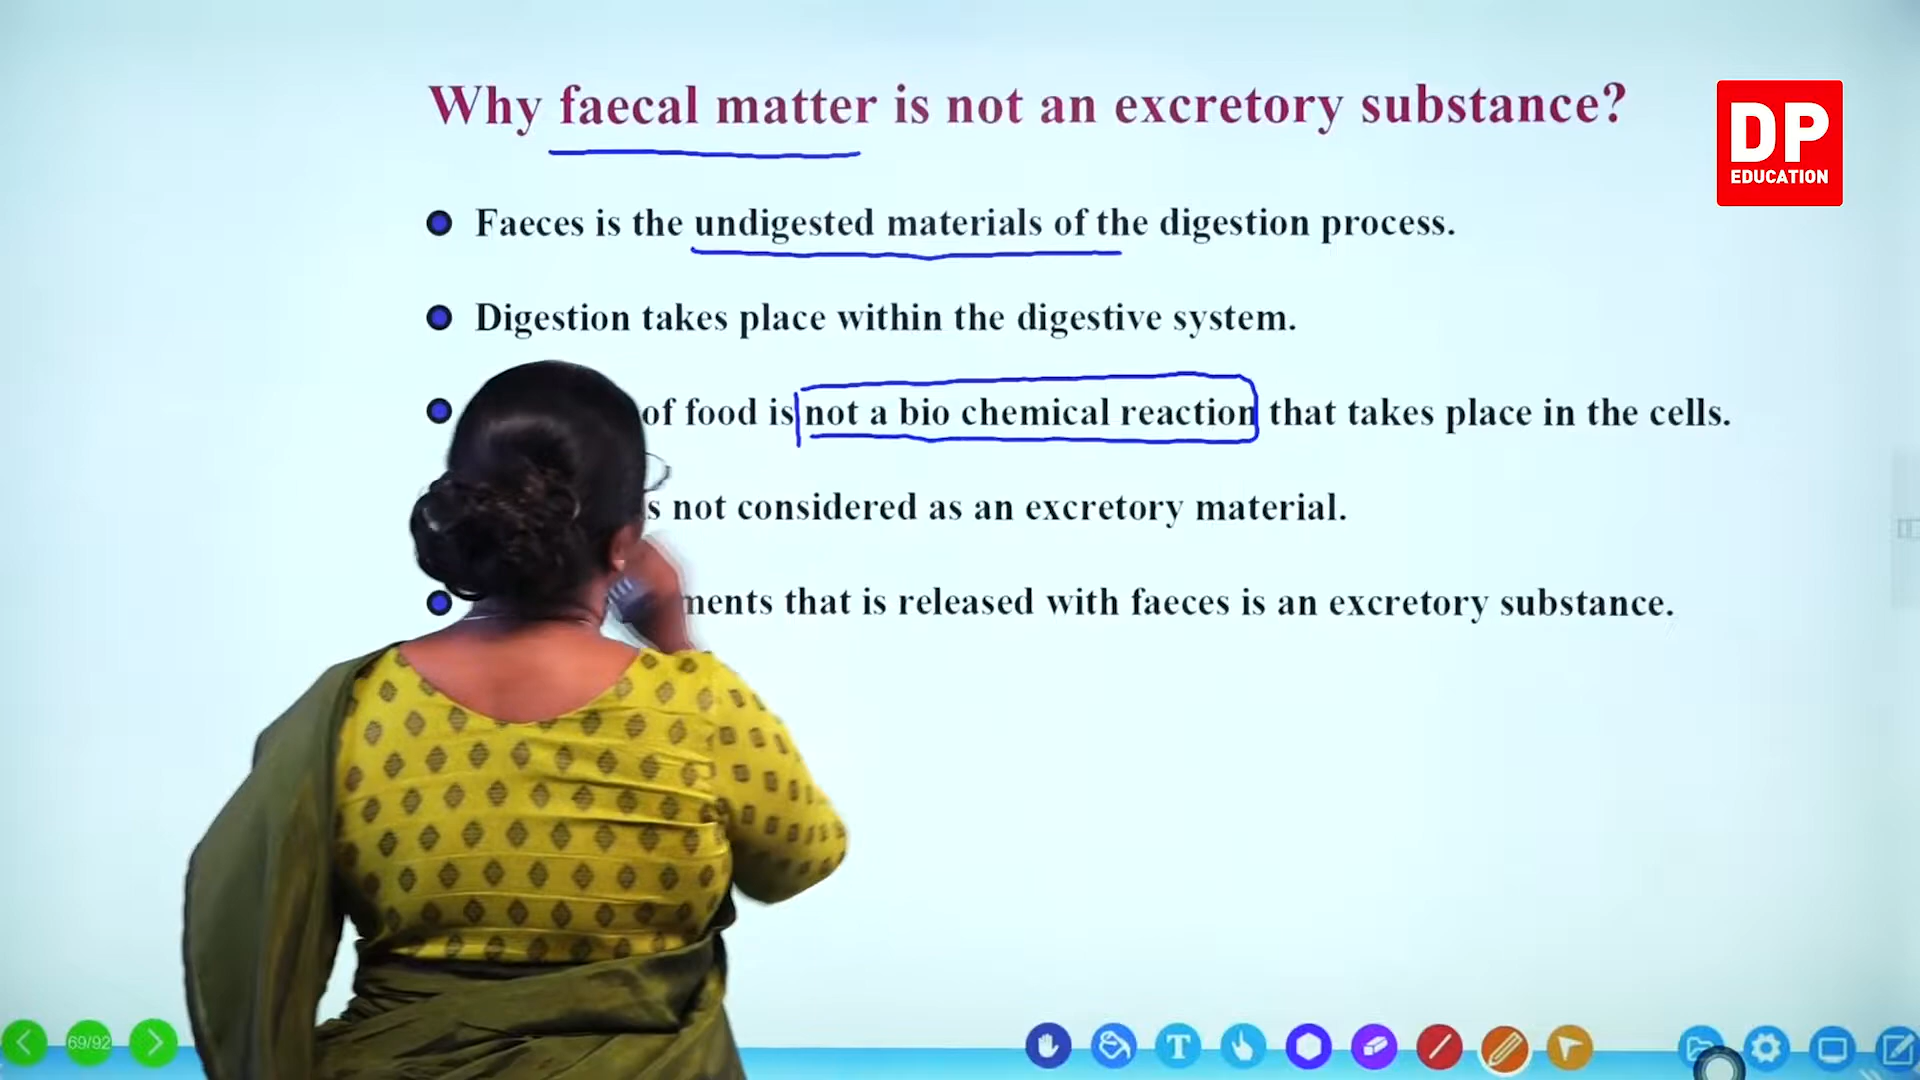 Why faecal matter is not an excretory substance?
DP
EDUCATION
Faeces is the undigested materials of the digestion process.
Digestion takes place within the digestive system.
of food is not a bio chemical reaction that takes place in the cells.
not considered as an excretory material.
that is released with faeces is an excretory substance.
69/92
T